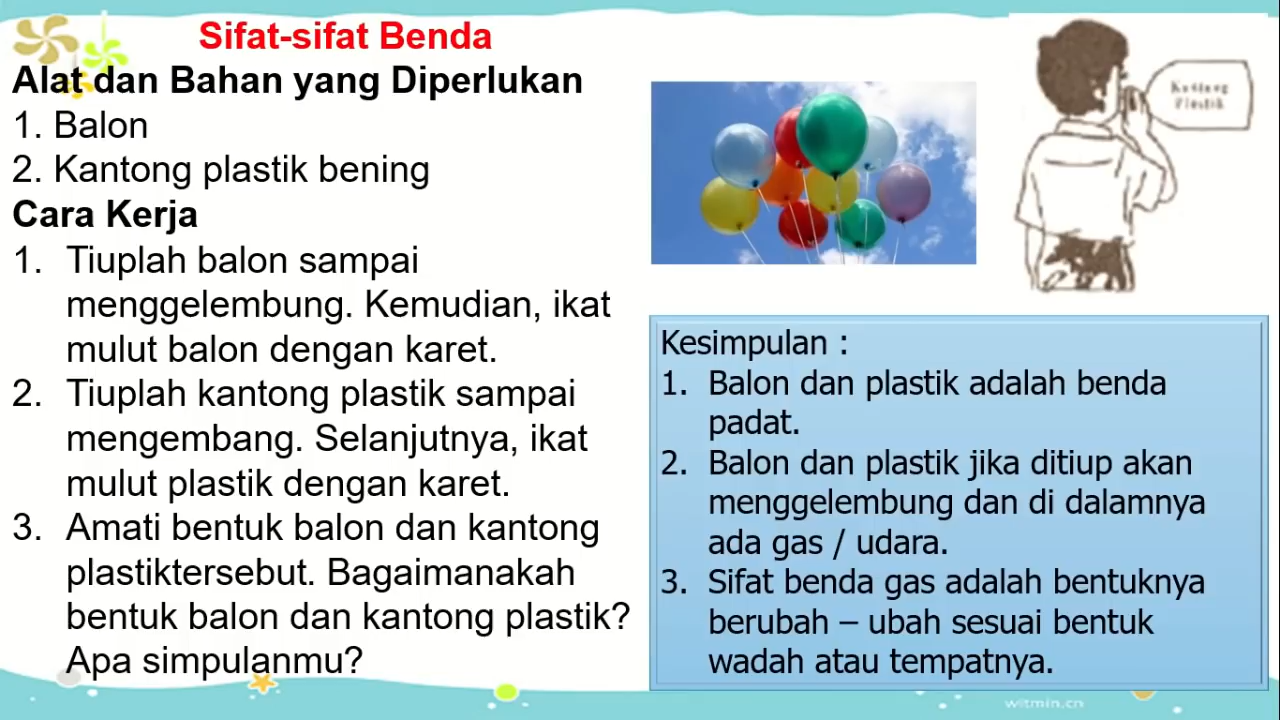 Sifat-sifat Benda
Alat dan Bahan yang Diperlukan
1. Balon
2. Kantong plastik bening
Cara Kerja
1. Tiuplah balon sampai
menggelembung. Kemudian, ikat
mulut balon dengan karet.
2. Tiuplah kantong plastik sampai
mengembang. Selanjutnya, ikat
mulut plastik dengan karet.
3. Amati bentuk balon dan kantong
plastiktersebut. Bagaimanakah
bentuk balon dan kantong plastik?
Apa simpulanmu?
Kantong
Plastik
Kesimpulan :
1. Balon dan plastik adalah benda
padat.
2. Balon dan plastik jika ditiup akan
menggelembung dan di dalamnya
ada gas / udara.
3. Sifat benda gas adalah bentuknya
berubah – ubah sesuai bentuk
wadah atau tempatnya.
witmin.cn